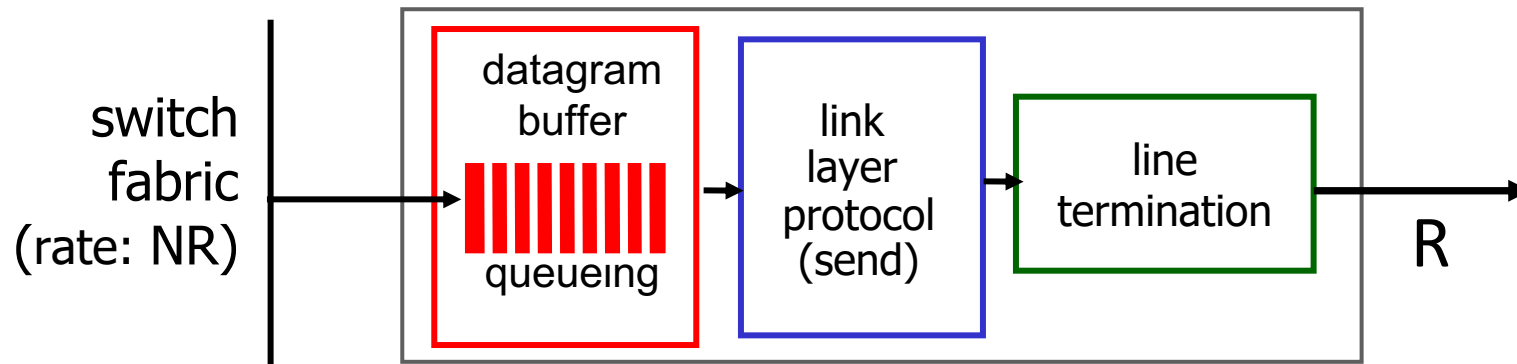 switch
fabric
(rate: NR)
datagram
buffer
queueing
link
layer
protocol
(send)
line
termination
R